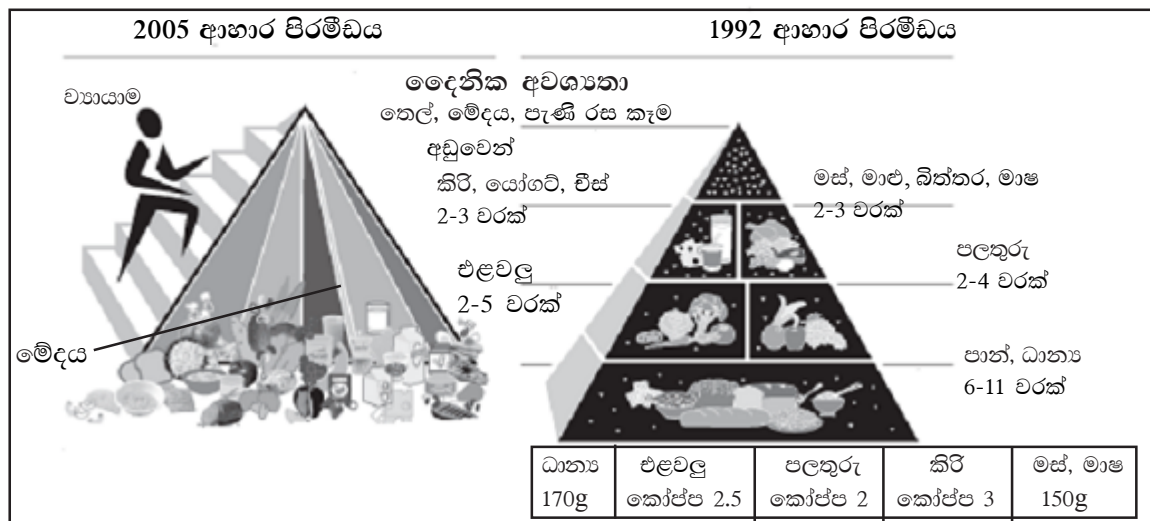 2005 ආහාර පිරමීඩය
1992 ආහාර පිරමීඩය
ව්‍යායාම
දෛනික අවශ්‍යතා
තෙල්, මේදය, පැණි රස කෑම
අඩුවෙන්
කිරි, යෝගට්, චීස්
2-3 වරක්
එළවලු
2-5 වරක්
මේදය
මස්, මාළු, බිත්තර, මාෂ
2-3 වරක්
පලතුරු
2-4 වරක්
පාන්, ධාන්‍ය
6-11 වරක්
ධාන්‍ය
170g
එළවලු
කෝප්ප 2.5
පලතුරු
කෝප්ප 2
කිරි
කෝප්ප 3
මස්, මාෂ
150g